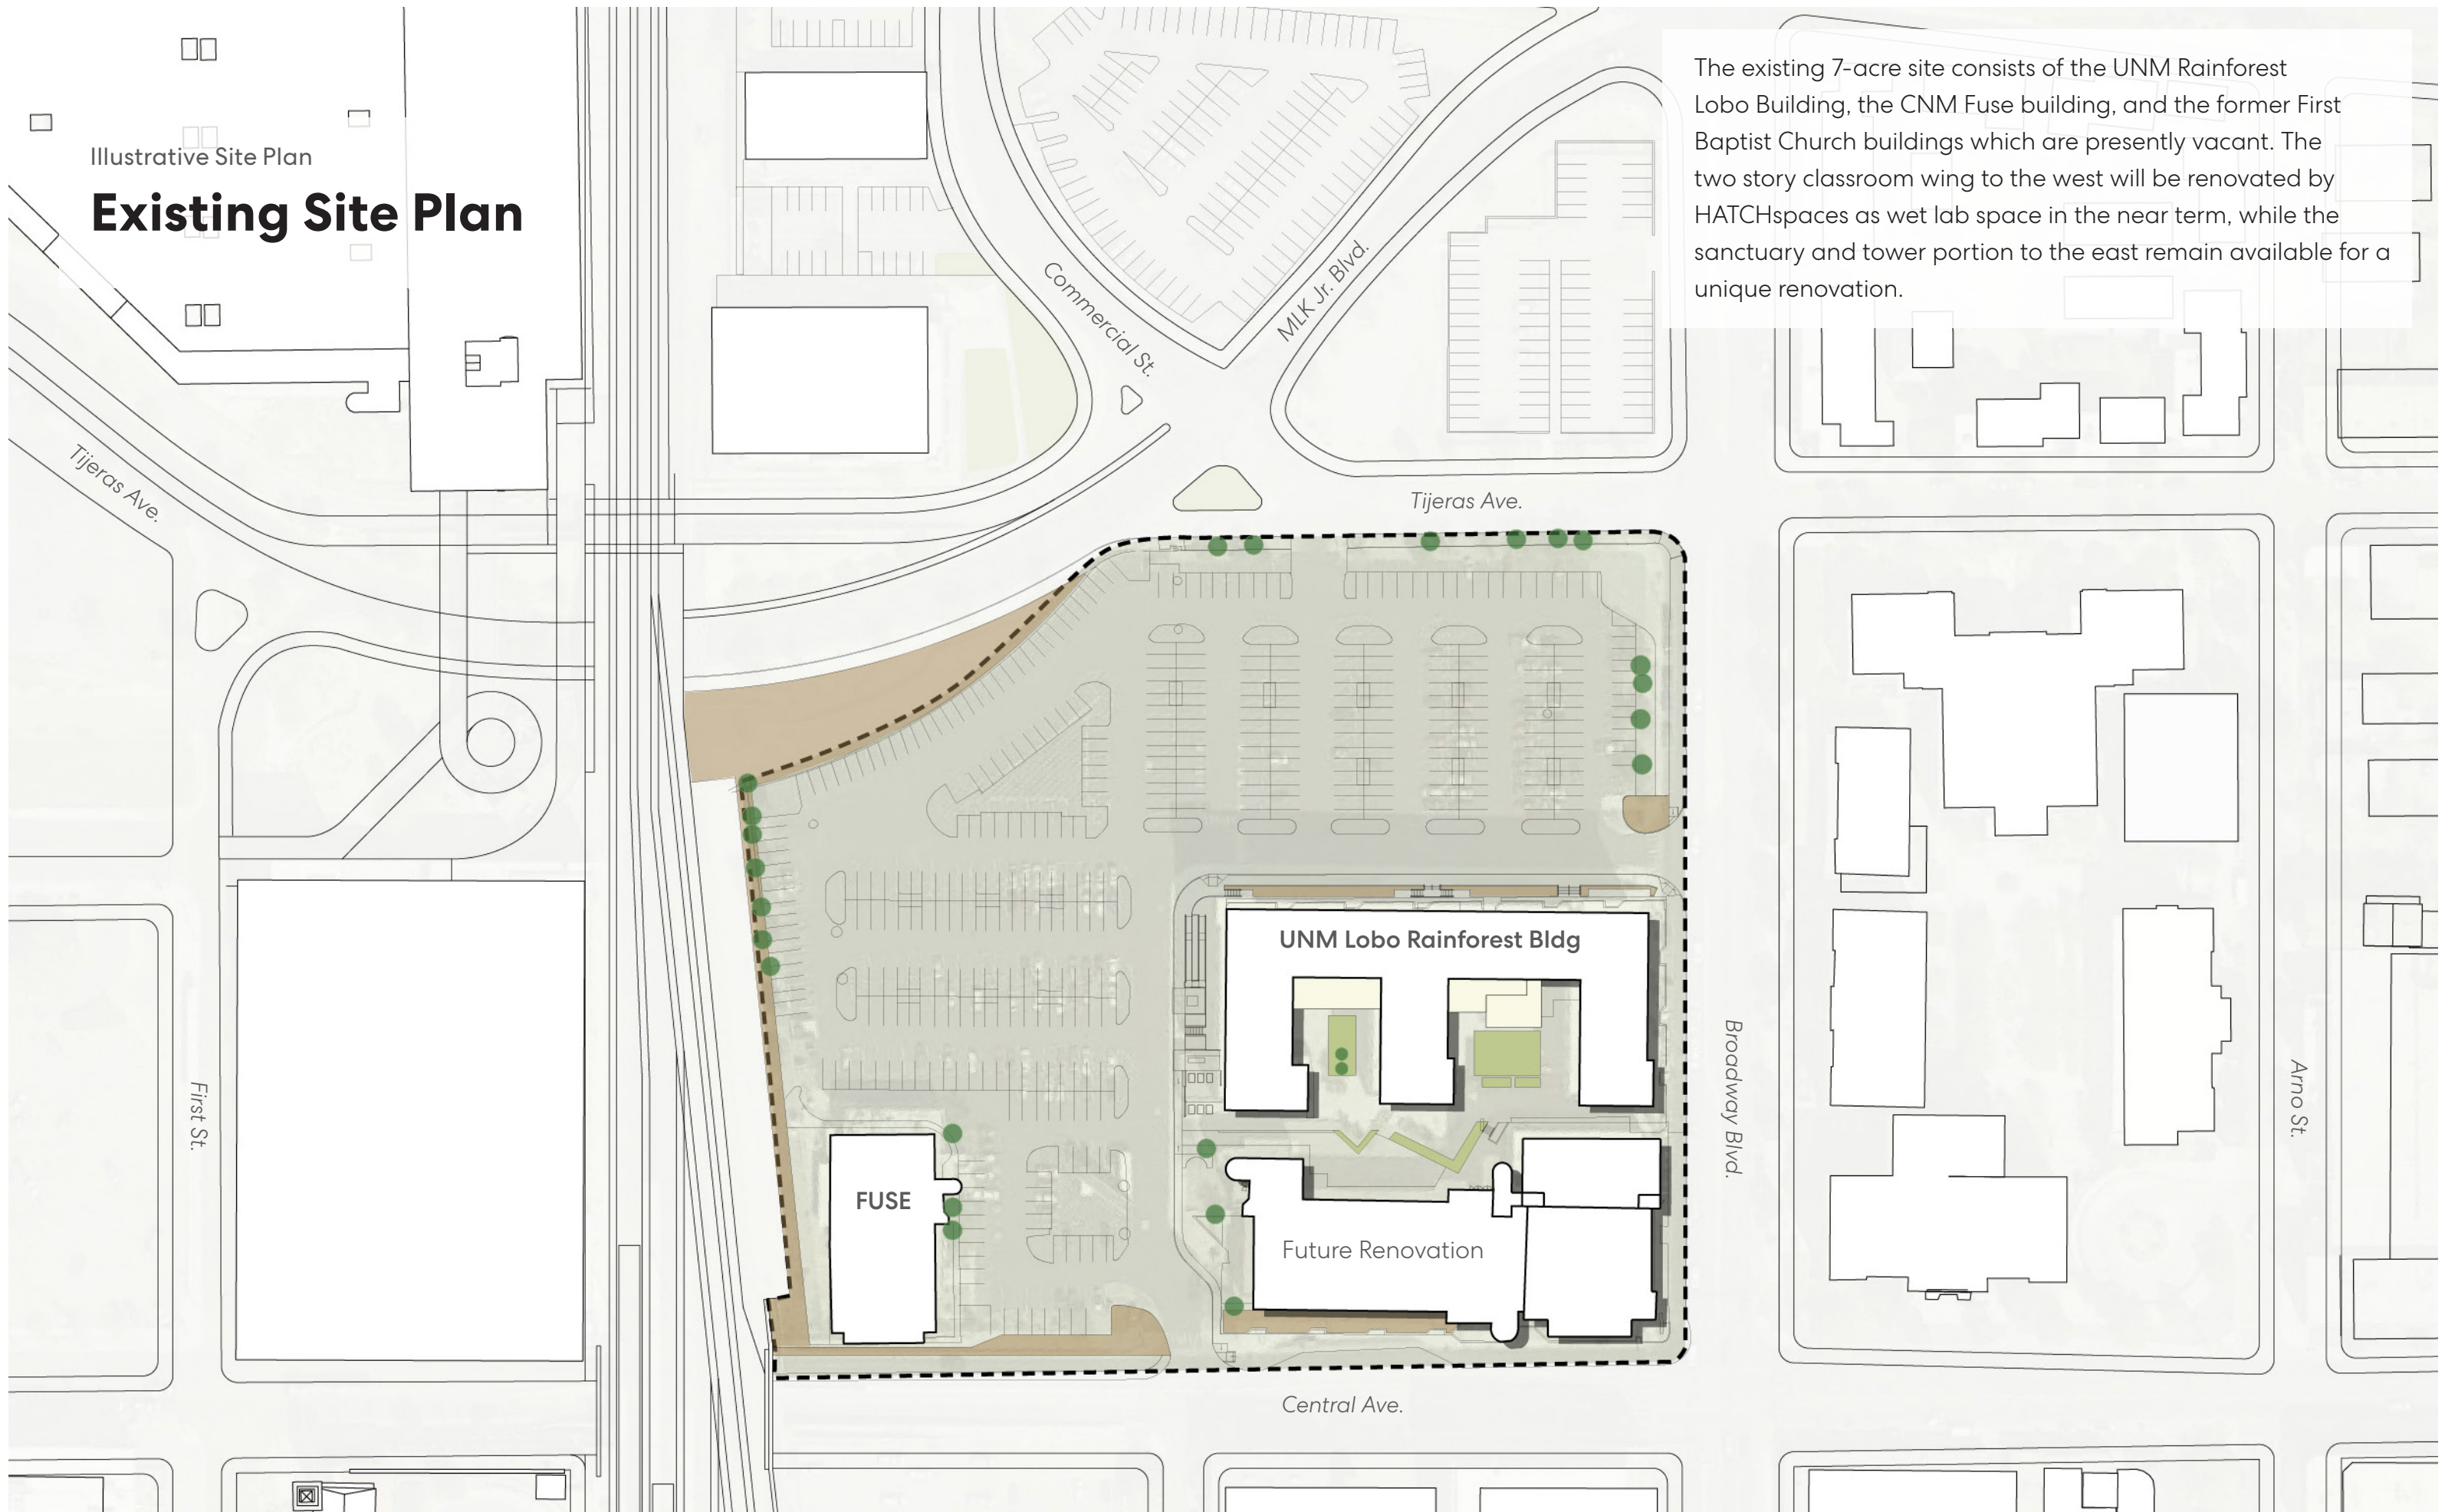 Illustrative Site Plan
Existing Site Plan
The existing 7-acre site consists of the UNM Rainforest
Lobo Building, the CNM Fuse building, and the former First
Baptist Church buildings which are presently vacant. The
two story classroom wing to the west will be renovated by
HATCHspaces as wet lab space in the near term, while the
sanctuary and tower portion to the east remain available for a
unique renovation.
Commercial St.
MLK Jr. Blvd.
Tijeras Ave.
Tijeras Ave.
UNM Lobo Rainforest Bldg
First St.
Broadway Blvd.
Arno St.
FUSE
Future Renovation
Central Ave.